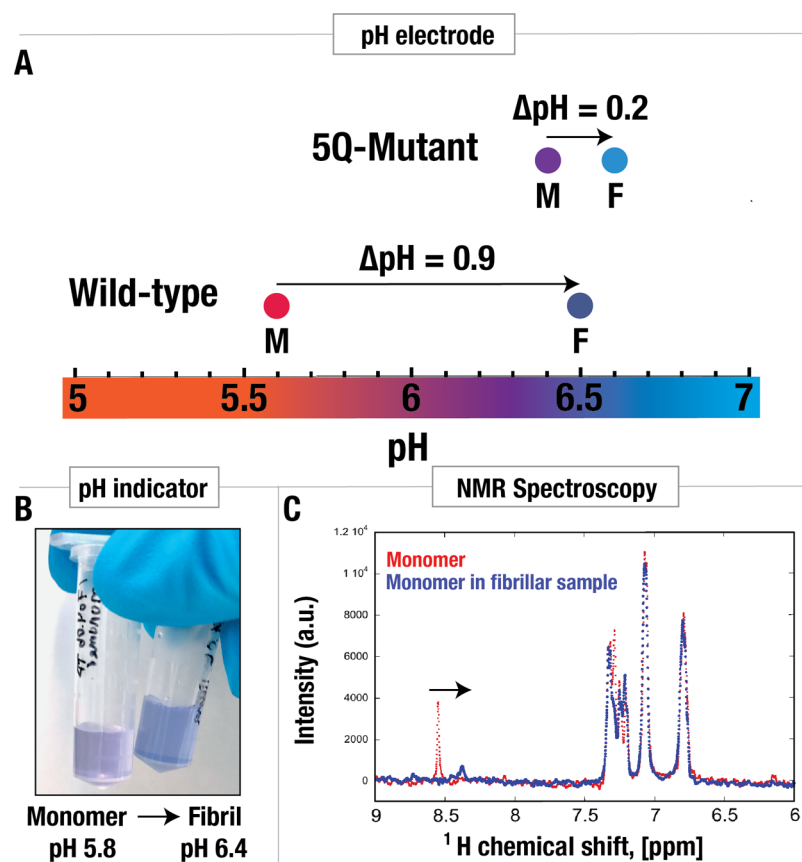 pH electrode
A
ΔpH = 0.2
5Q-Mutant
M F
ΔpH = 0.9
Wild-type
M F
5 5.5 6 6.5 7
pH
pH indicator
B
Monomer → Fibril
pH 5.8 pH 6.4
NMR Spectroscopy
C
1.2 10⁴
1 10⁴
8000
6000
4000
2000
0
Intensity (a.u.)
Monomer
Monomer in fibrillar sample
9 8.5 8 7.5 7 6.5 6
¹H chemical shift, [ppm]